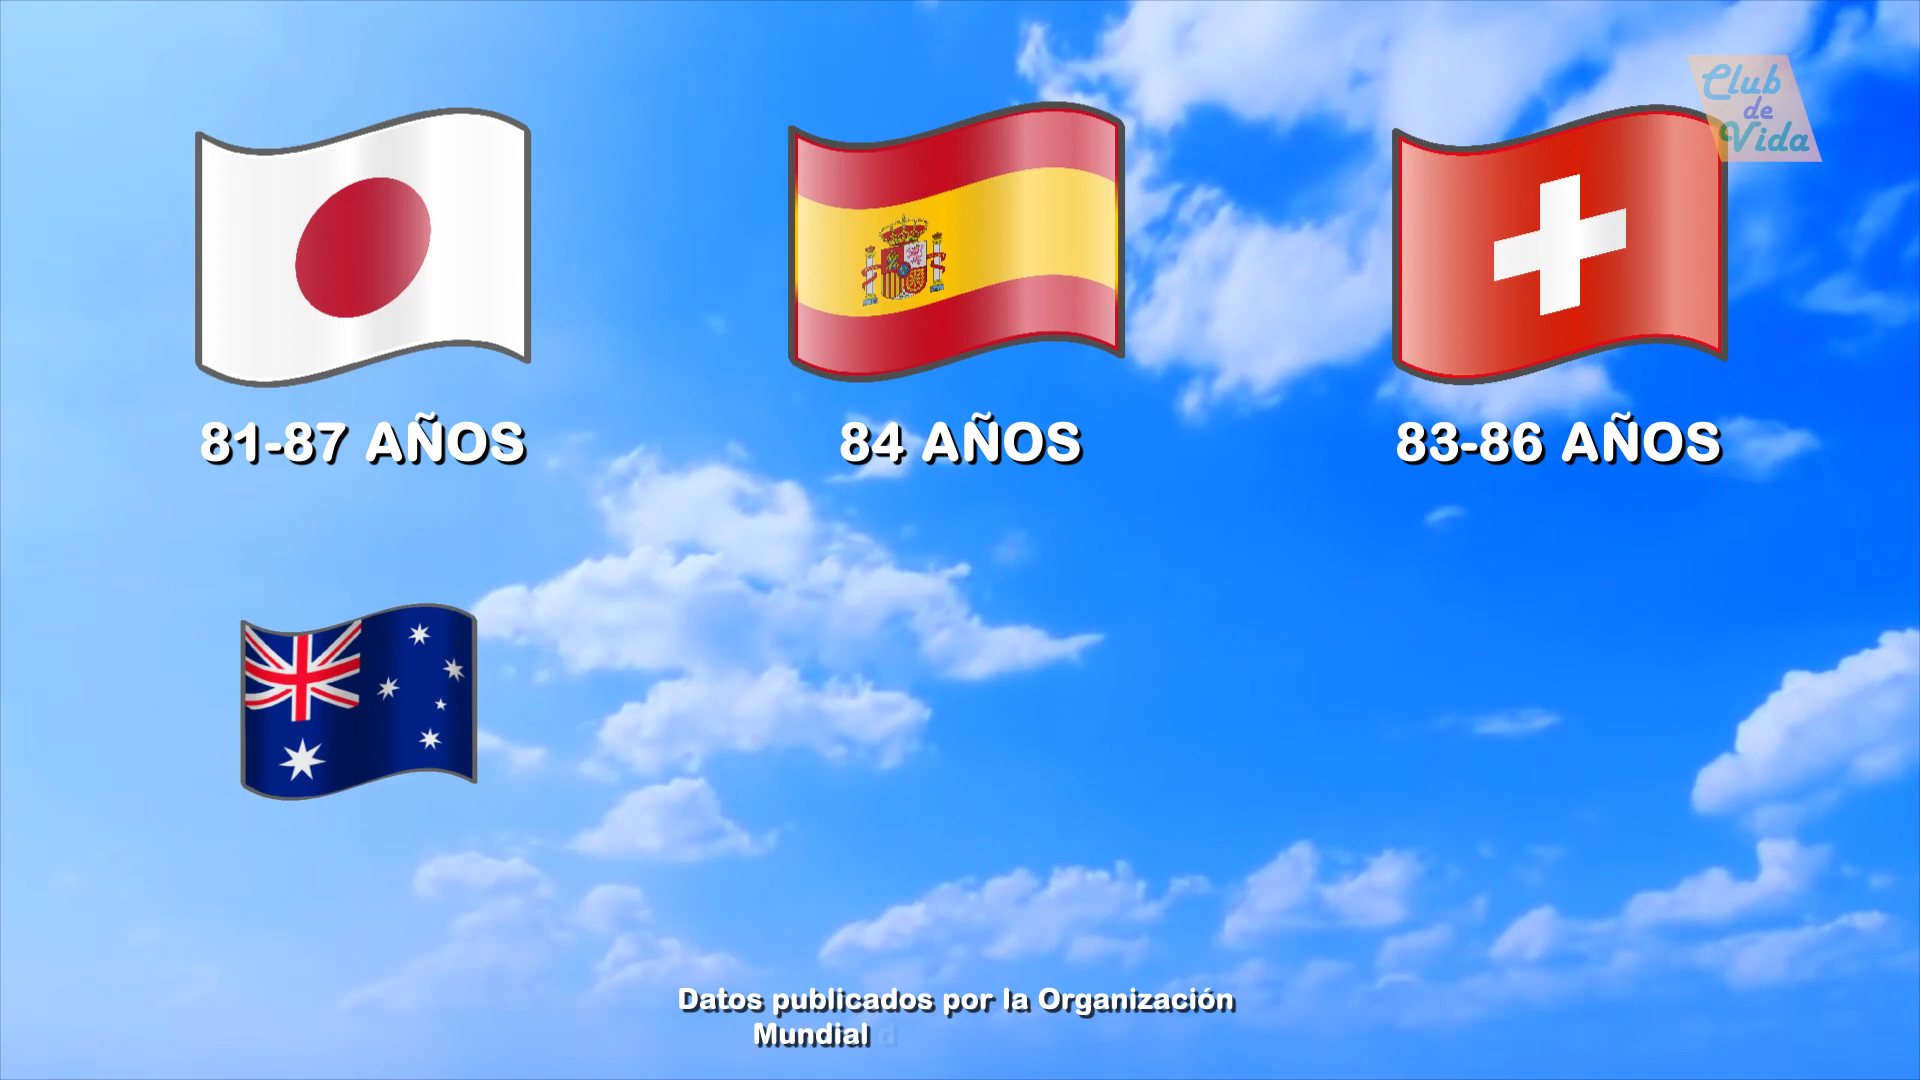 Club
de
Vida
81-87 AÑOS
84 AÑOS
83-86 AÑOS
Datos publicados por la Organización
Mundial d